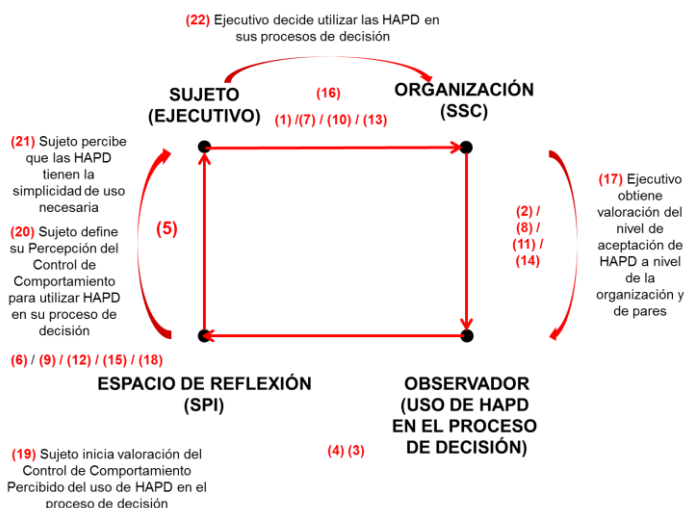 (22) Ejecutivo decide utilizar las HAPD en
sus procesos de decisión
SUJETO
(EJECUTIVO)
(16)
(1) /(7) / (10) / (13)
ORGANIZACIÓN
(SSC)
(21) Sujeto percibe
que las HAPD
tienen la
simplicidad de uso
necesaria
(20) Sujeto define
su Percepción del
Control de
Comportamiento
para utilizar HAPD
en su proceso de
decisión
(5)
(2) /
(8) /
(11) /
(14)
(17) Ejecutivo
obtiene
valoración del
nivel de
aceptación de
HAPD a nivel
de la
organización y
de pares
(6) / (9) / (12) / (15) / (18)
ESPACIO DE REFLEXIÓN
(SPI)
OBSERVADOR
(USO DE HAPD
EN EL PROCESO
DE DECISIÓN)
(4) (3)
(19) Sujeto inicia valoración del
Control de Comportamiento
Percibido del uso de HAPD en el
proceso de decisión